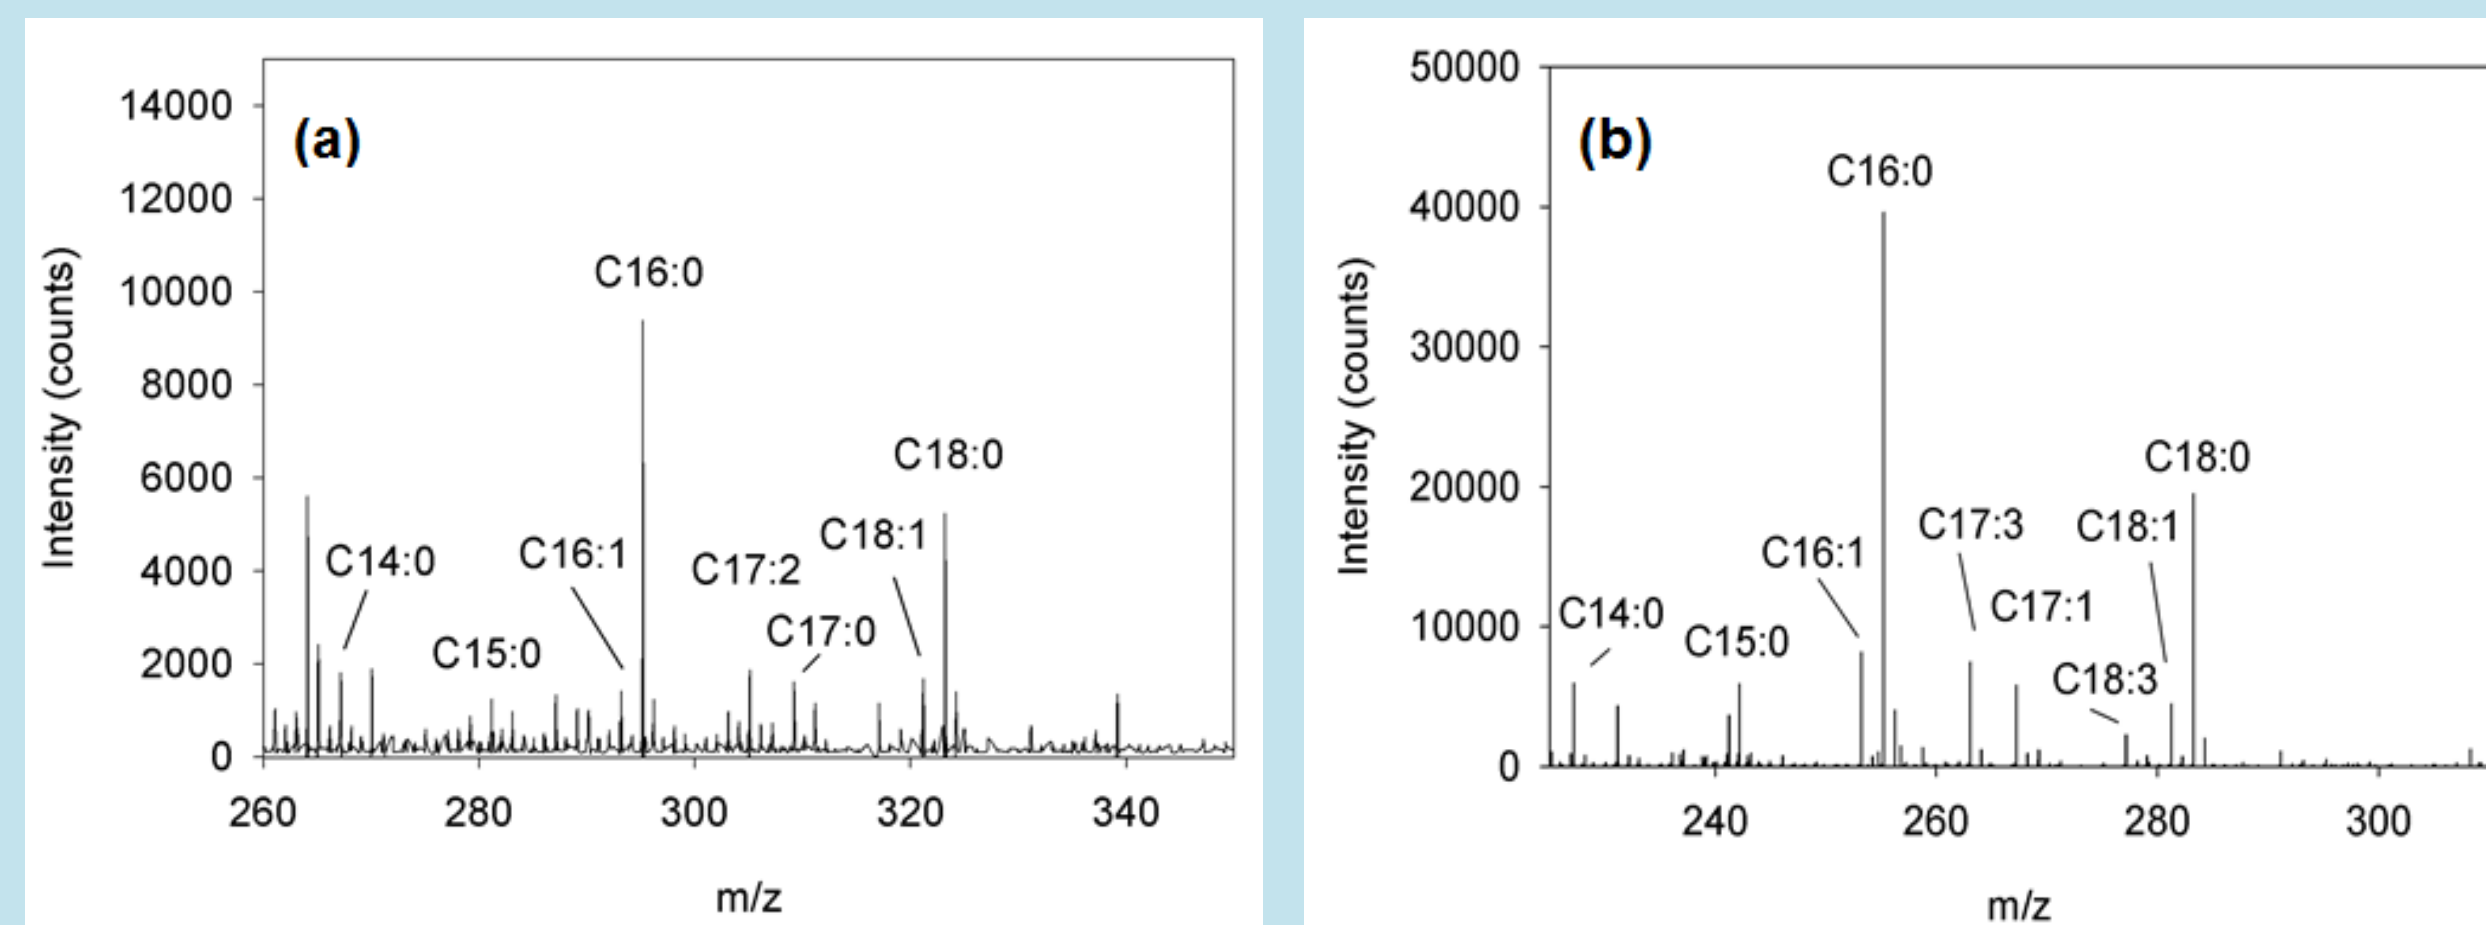 (a)
14000
12000
10000
8000
6000
4000
2000
0
Intensity (counts)
C14:0
C15:0
C16:1
C16:0
C17:2
C17:0
C18:1
C18:0
260 280 300 320 340
m/z
(b)
50000
40000
30000
20000
10000
0
Intensity (counts)
C14:0
C15:0
C16:1
C16:0
C17:3
C17:1
C18:3
C18:1
C18:0
240 260 280 300
m/z